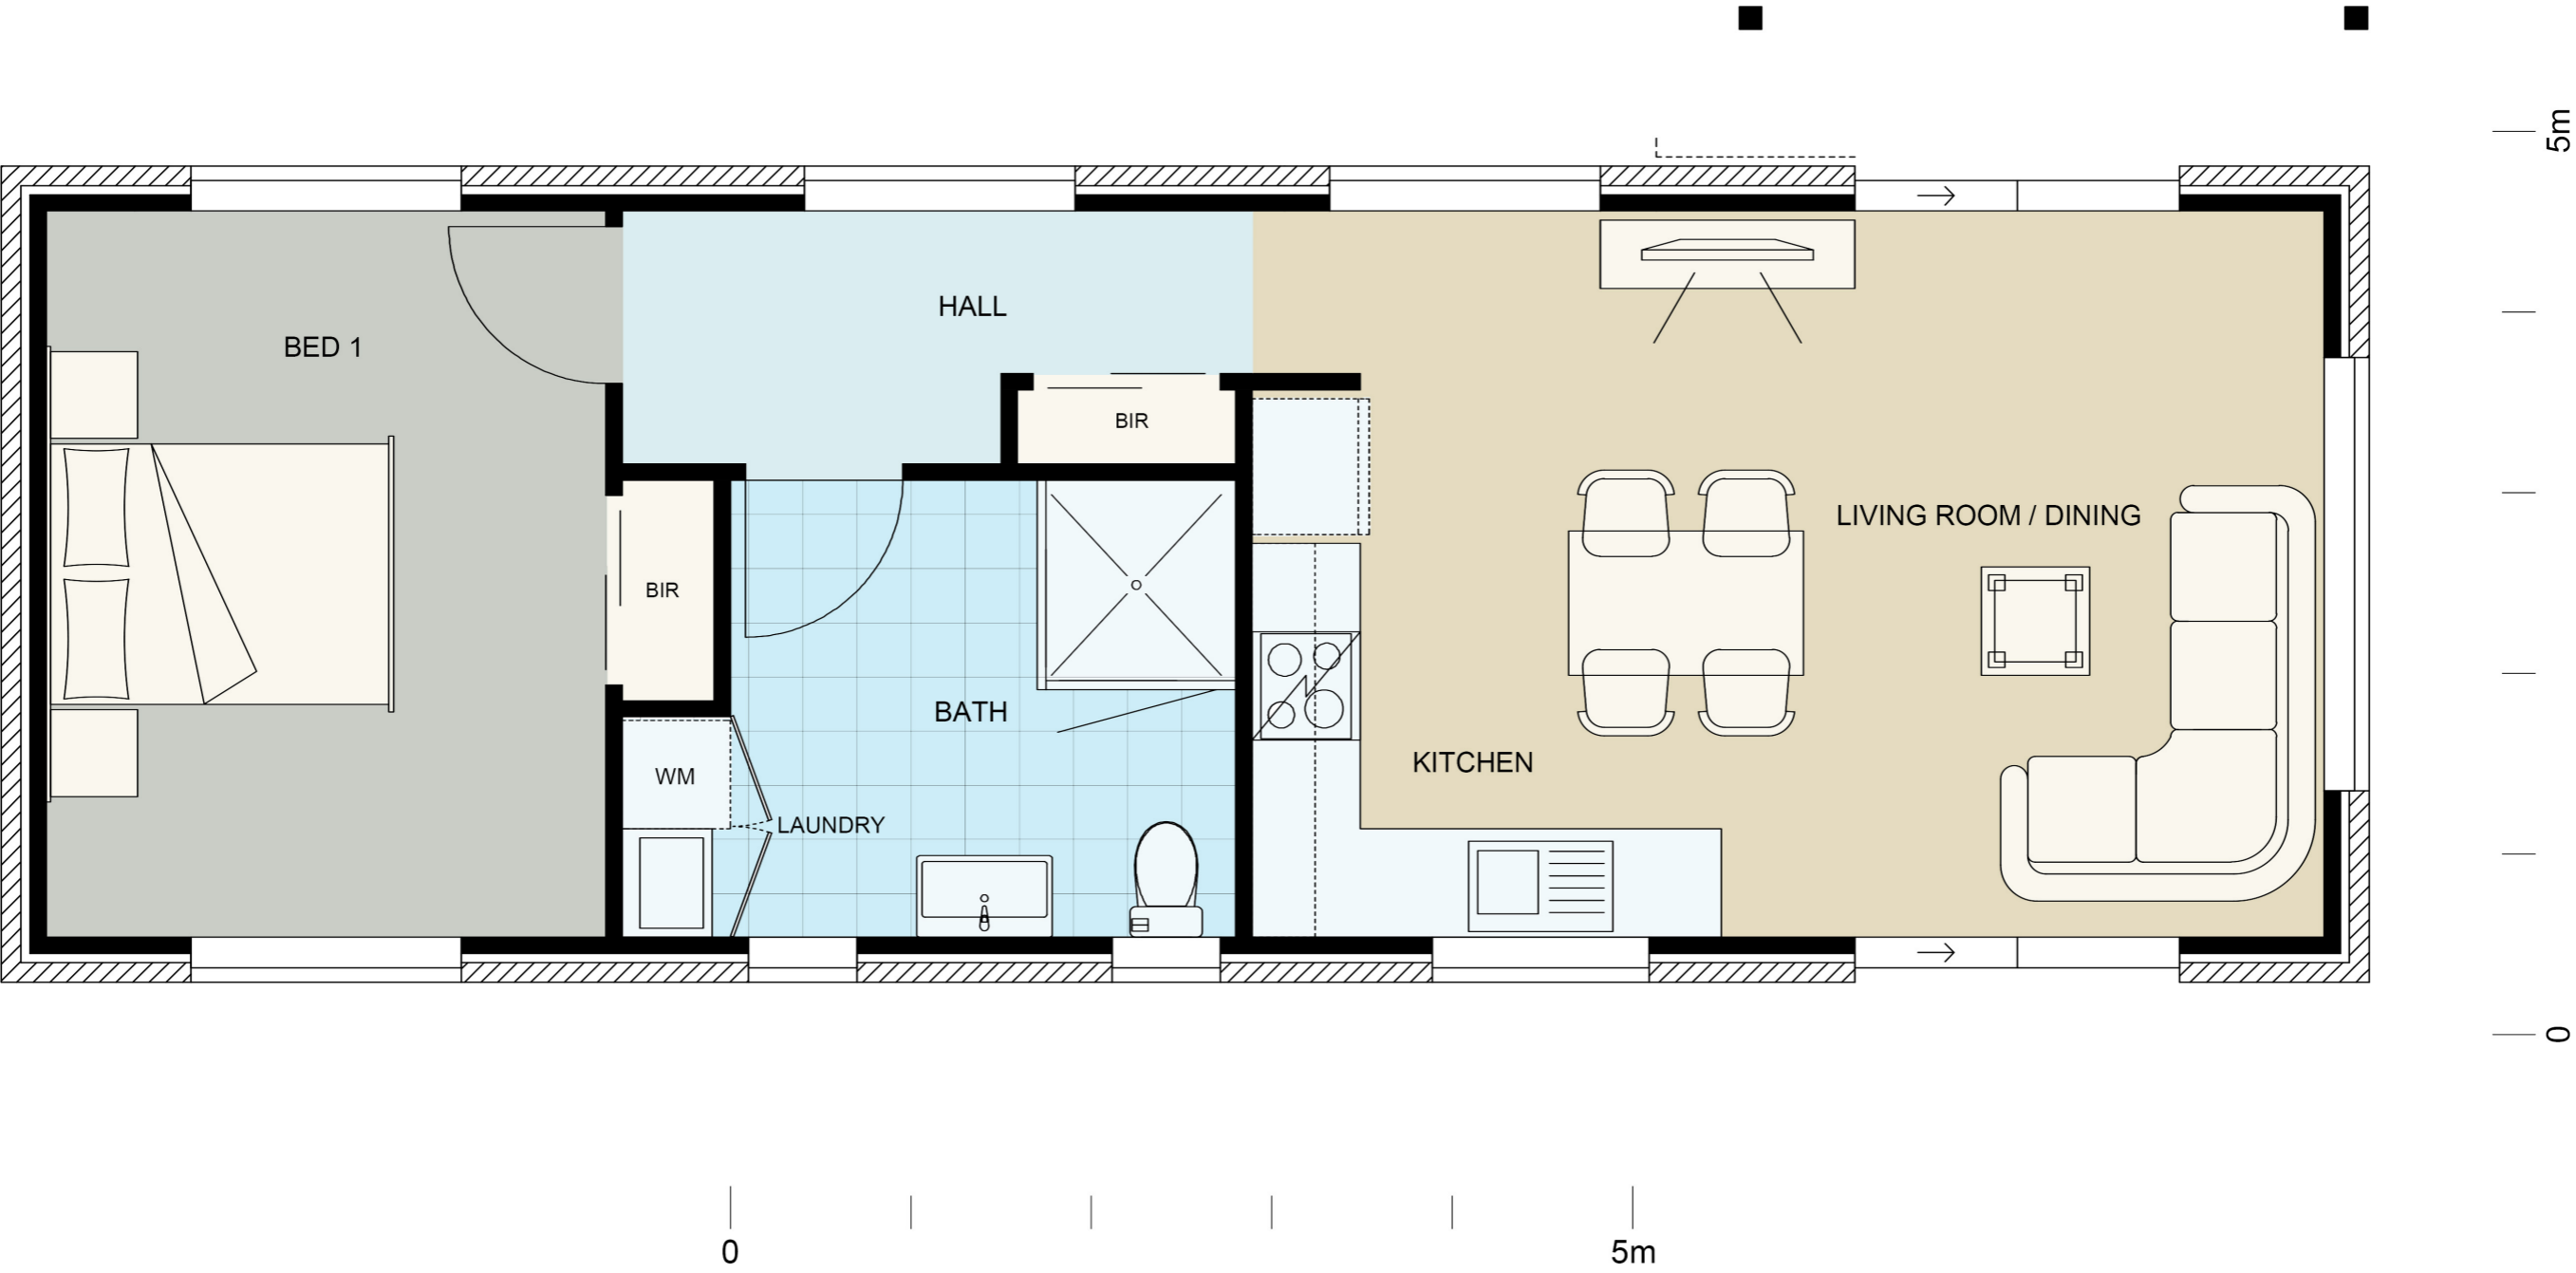 5m
HALL
BED 1
BIR
LIVING ROOM / DINING
BIR
BATH
KITCHEN
WM
LAUNDRY
0
0
5m